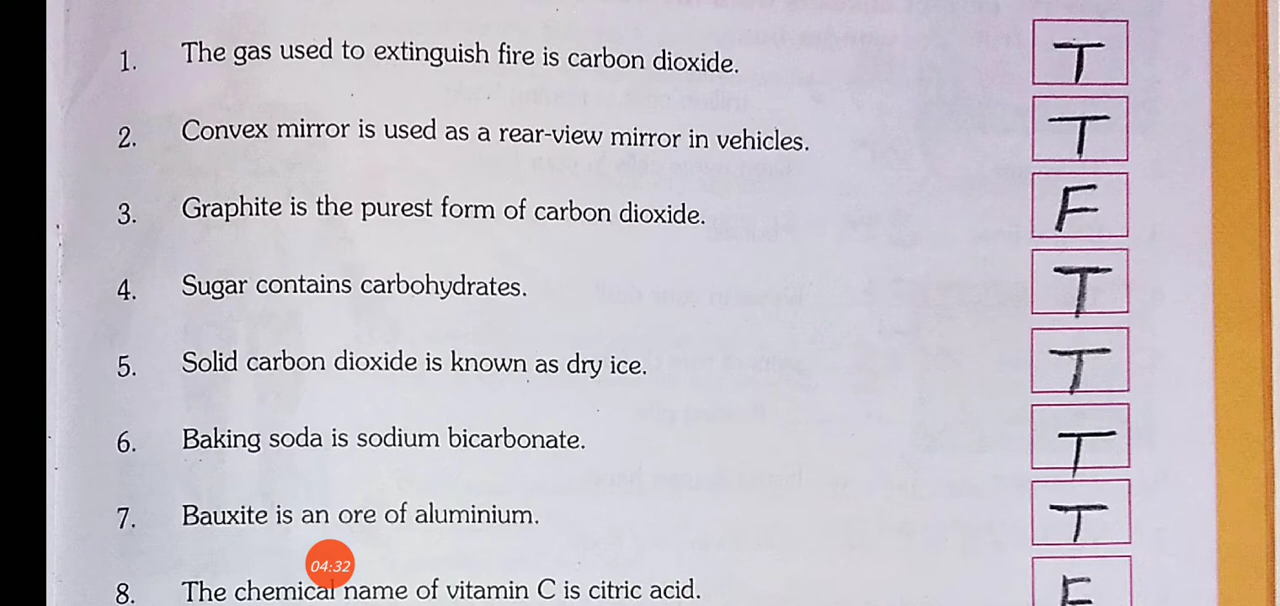 1. The gas used to extinguish fire is carbon dioxide. T
2. Convex mirror is used as a rear-view mirror in vehicles. T
3. Graphite is the purest form of carbon dioxide. F
4. Sugar contains carbohydrates. T
5. Solid carbon dioxide is known as dry ice. T
6. Baking soda is sodium bicarbonate. T
7. Bauxite is an ore of aluminium. T
04:32
8. The chemical name of vitamin C is citric acid. F